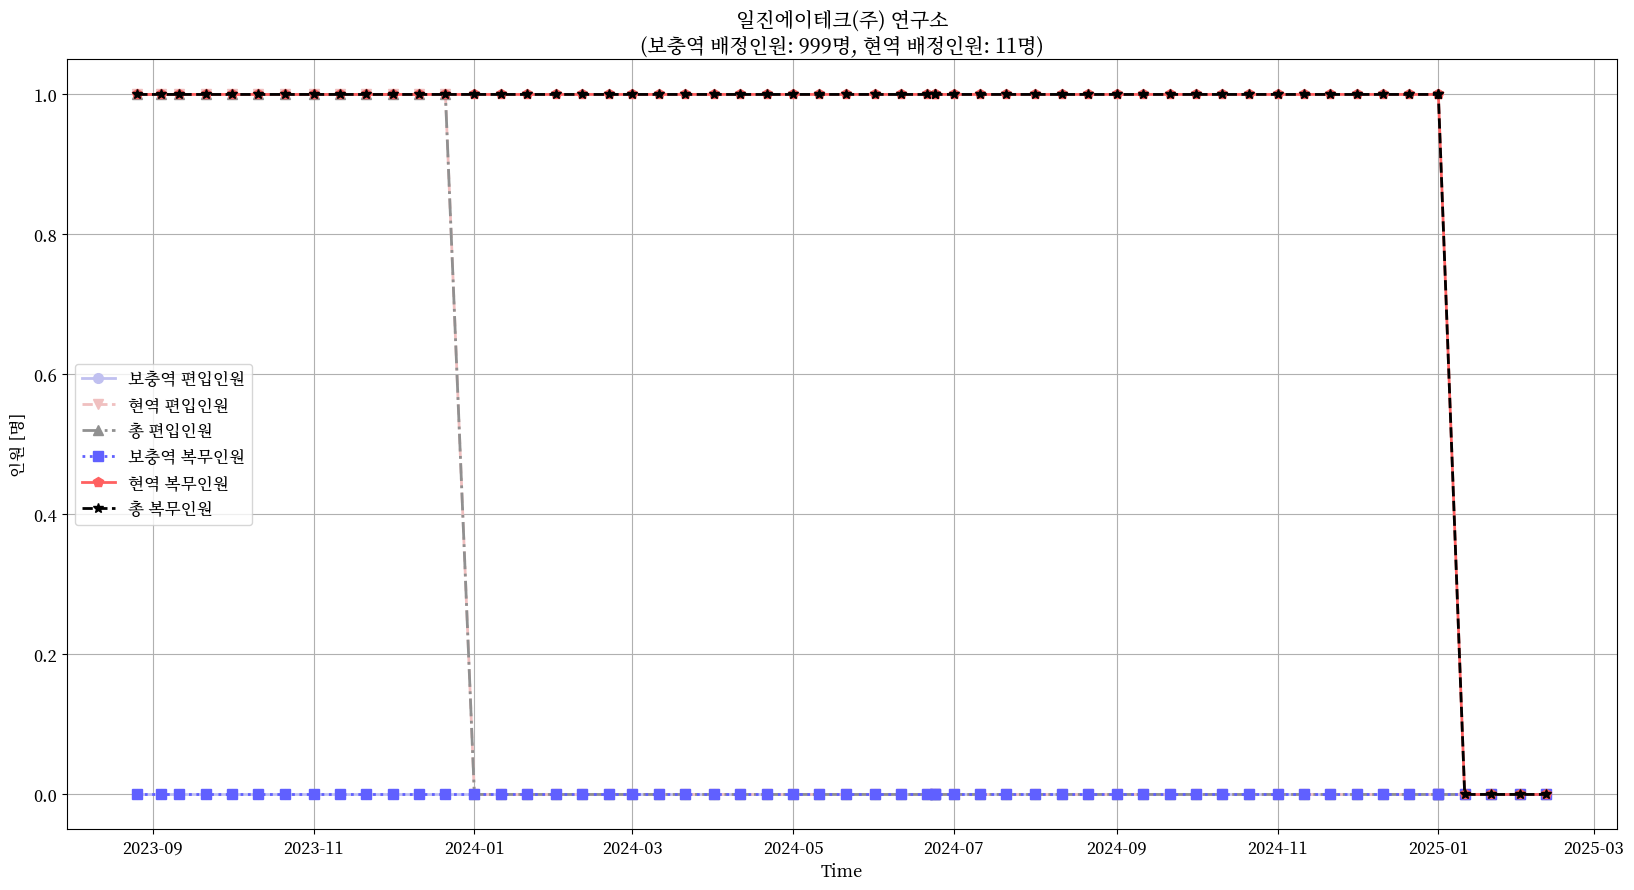 일진에이테크(주) 연구소
(보충역 배정인원: 999명, 현역 배정인원: 11명)
인원 [명]
1.0
0.8
0.6
0.4
0.2
0.0
보충역 편입인원
현역 편입인원
총 편입인원
보충역 복무인원
현역 복무인원
총 복무인원
2023-09
2023-11
2024-01
2024-03
2024-05
2024-07
2024-09
2024-11
2025-01
2025-03
Time